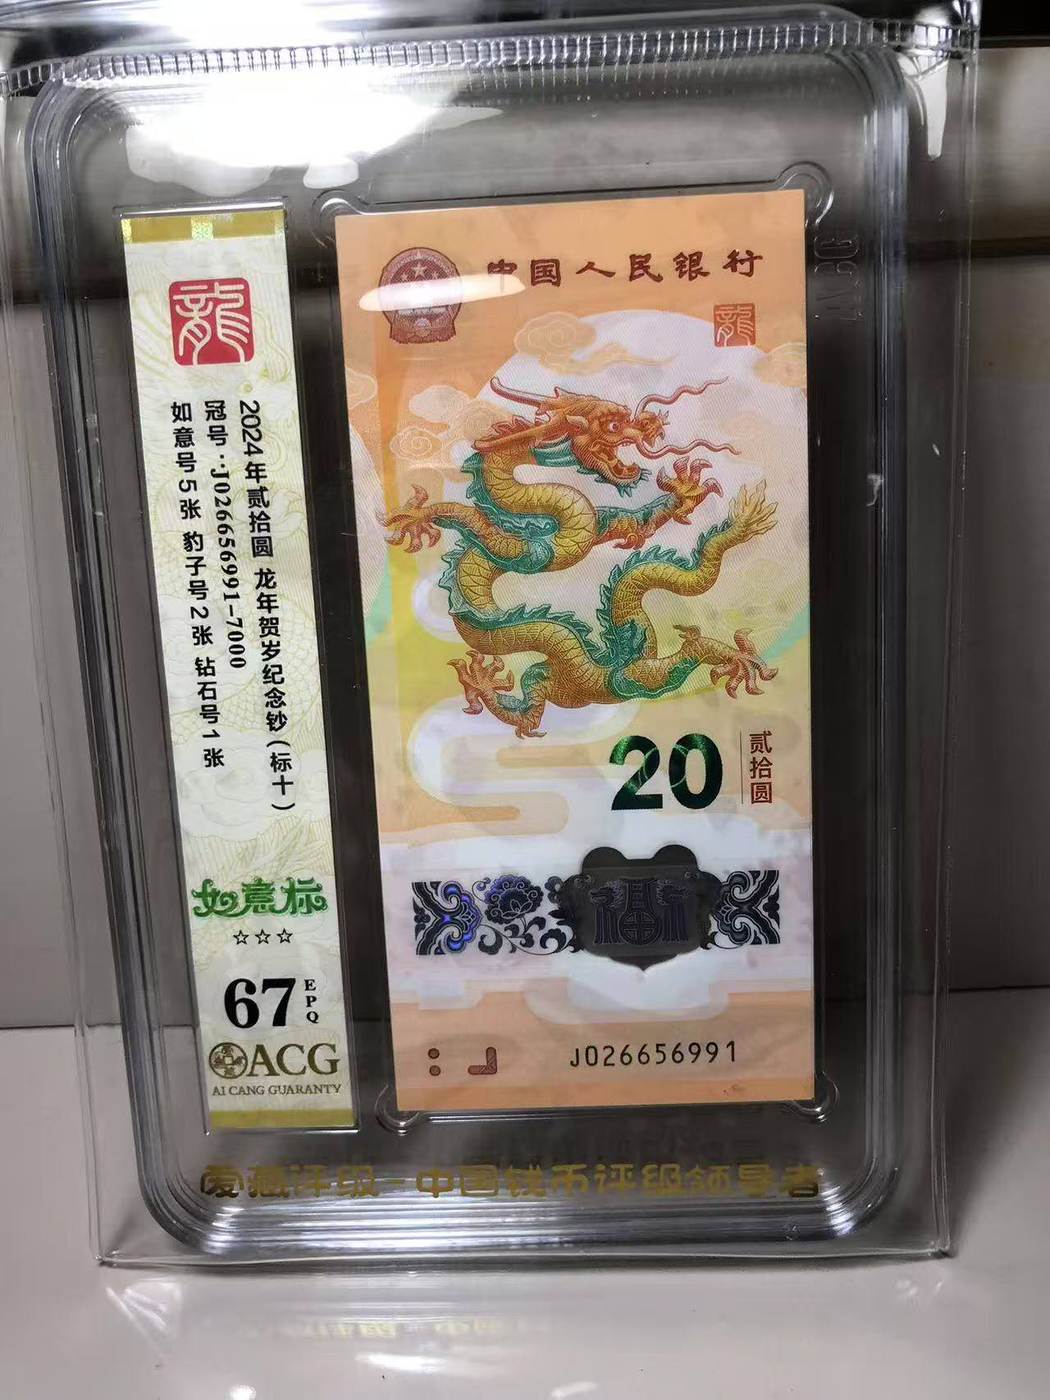 龍
2024年贰拾圆 龙年贺岁纪念钞(标十)
冠号:J026656991-7000
如意号5张 豹子号2张 钻石号1张
如意标
☆☆☆
67 EPQ
ACG
AI CANG GUARANTY
中国人民银行
龍
20
贰拾圆
J026656991
爱藏评级-中国钱币评级领导者